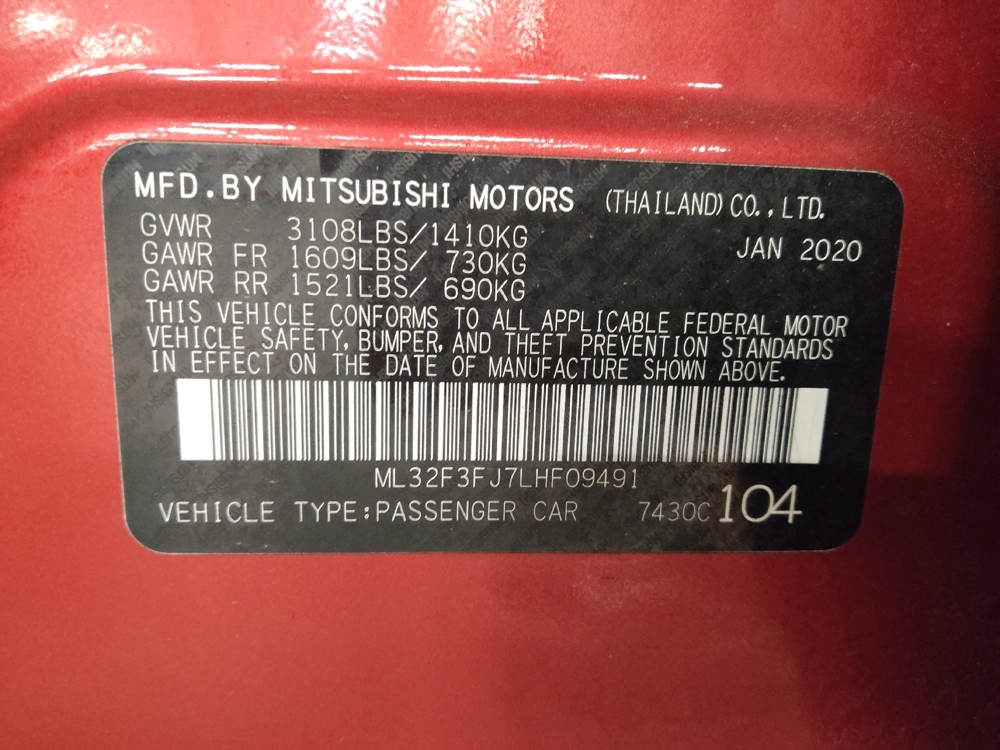 MFD.BY MITSUBISHI MOTORS (THAILAND) CO.,LTD.
GVWR 3108LBS/1410KG JAN 2020
GAWR FR 1609LBS/ 730KG
GAWR RR 1521LBS/ 690KG
THIS VEHICLE CONFORMS TO ALL APPLICABLE FEDERAL MOTOR
VEHICLE SAFETY, BUMPER, AND THEFT PREVENTION STANDARDS
IN EFFECT ON THE DATE OF MANUFACTURE SHOWN ABOVE.
ML32F3FJ7LHF09491
VEHICLE TYPE:PASSENGER CAR 7430C 104